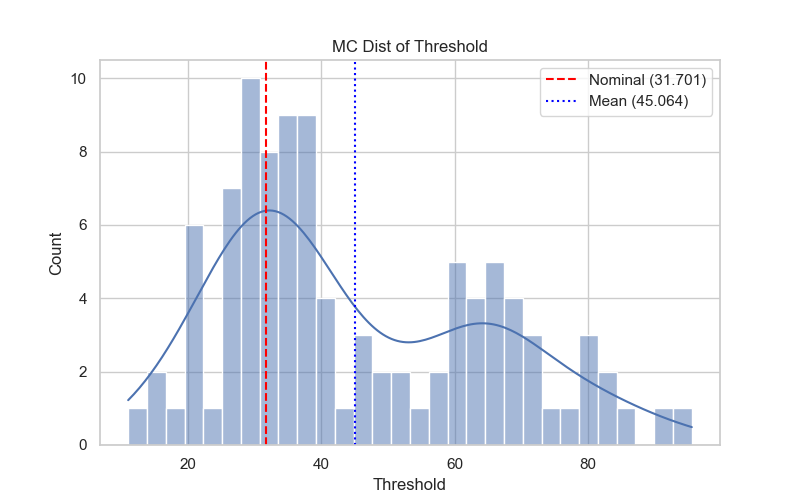 MC Dist of Threshold
Nominal (31.701)
Mean (45.064)
10
8
6
4
2
0
Count
20 40 60 80
Threshold